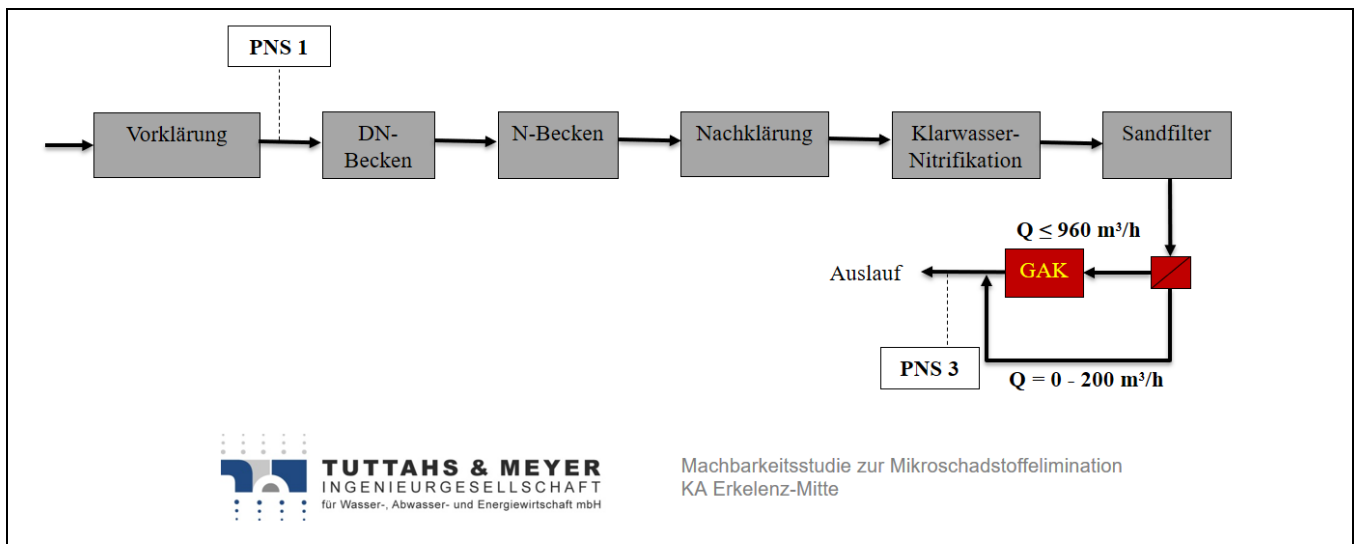 PNS 1
Vorklärung
DN-
Becken
N-Becken
Nachklärung
Klarwasser-
Nitrifikation
Sandfilter
Q ≤ 960 m³/h
Auslauf
GAK
PNS 3
Q = 0 - 200 m³/h
TUTTAHS & MEYER
INGENIEURGESELLSCHAFT
für Wasser-, Abwasser- und Energiewirtschaft mbH
Machbarkeitsstudie zur Mikroschadstoffelimination
KA Erkelenz-Mitte